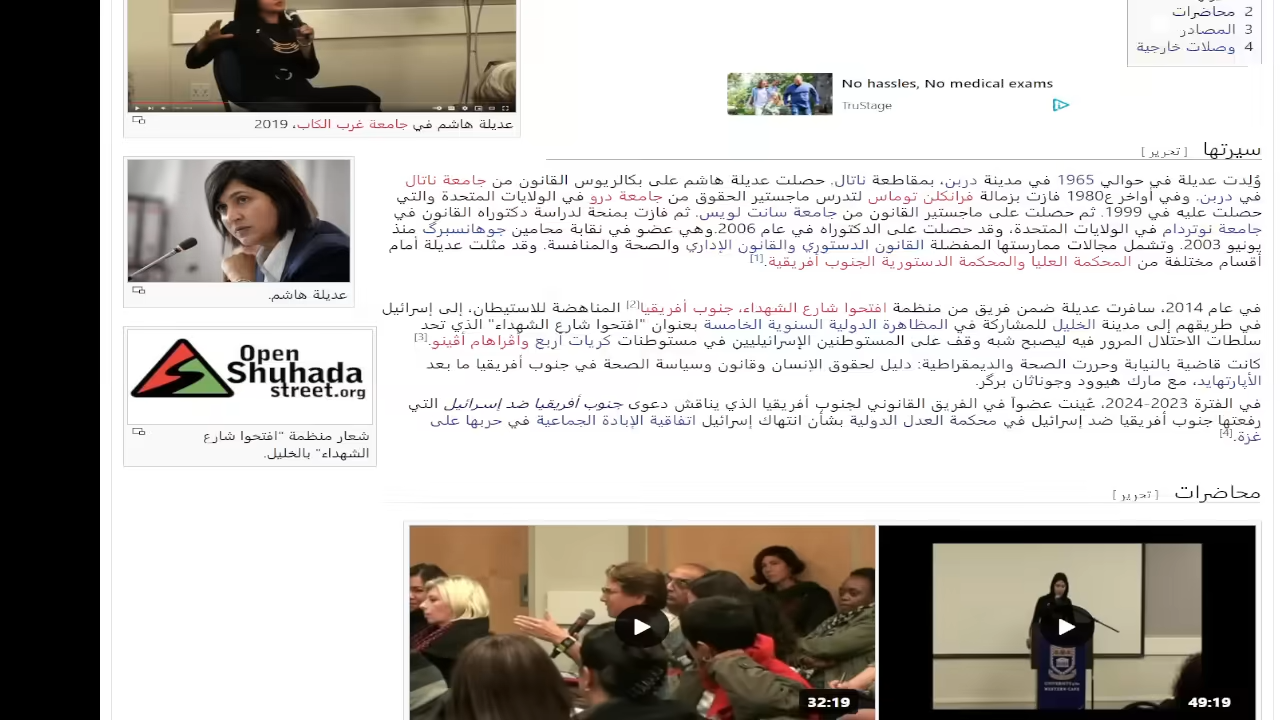 2 محاضرات
3 المصادر
4 وصلات خارجية
No hassles, No medical exams
TruStage
عديلة هاشم في جامعة غرب الكاب، 2019
سيرتها [ تحرير ]
وُلِدت عديلة في حوالي 1965 في مدينة دربن، بمقاطعة ناتال. حصلت عديلة هاشم على بكالريوس القانون من جامعة ناتال
في دربن. وفي أواخر ع1980 فازت بزمالة فرانكلن توماس لتدرس ماجستير الحقوق من جامعة درو في الولايات المتحدة والتي
حصلت عليه في 1999. ثم حصلت على ماجستير القانون من جامعة سانت لويس. ثم فازت بمنحة لدراسة دكتوراه القانون في
جامعة نوتردام في الولايات المتحدة، وقد حصلت على الدكتوراه في عام 2006.وهي عضو في نقابة محامين جوهانسبرگ منذ
يونيو 2003. وتشمل مجالات ممارستها المفضلة القانون الدستوري والقانون الإداري والصحة والمنافسة. وقد مثلت عديلة أمام
أقسام مختلفة من المحكمة العليا والمحكمة الدستورية الجنوب أفريقية.[1]
عديلة هاشم.
في عام 2014، سافرت عديلة ضمن فريق من منظمة افتحوا شارع الشهداء، جنوب أفريقيا[2] المناهضة للاستيطان، إلى إسرائيل
في طريقهم إلى مدينة الخليل للمشاركة في المظاهرة الدولية السنوية الخامسة بعنوان "افتحوا شارع الشهداء" الذي تحد
سلطات الاحتلال المرور فيه ليصبح شبه وقف على المستوطنين الإسرائيليين في مستوطنات كريات أربع وأڤراهام أڤينو.[3]
كانت قاضية بالنيابة وحررت الصحة والديمقراطية: دليل لحقوق الإنسان وقانون وسياسة الصحة في جنوب أفريقيا ما بعد
الأپارتهايد، مع مارك هيوود وجوناثان برگر.
في الفترة 2023-2024، عُينت عضواً في الفريق القانوني لجنوب أفريقيا الذي يناقش دعوى جنوب أفريقيا ضد إسرائيل التي
رفعتها جنوب أفريقيا ضد إسرائيل في محكمة العدل الدولية بشأن انتهاك إسرائيل اتفاقية الإبادة الجماعية في حربها على
غزة.[4]
Open
Shuhada
street.org
شعار منظمة "افتحوا شارع
الشهداء" بالخليل.
محاضرات [ تحرير ]
UNIVERSITY of the
WESTERN CAPE
49:19
32:19